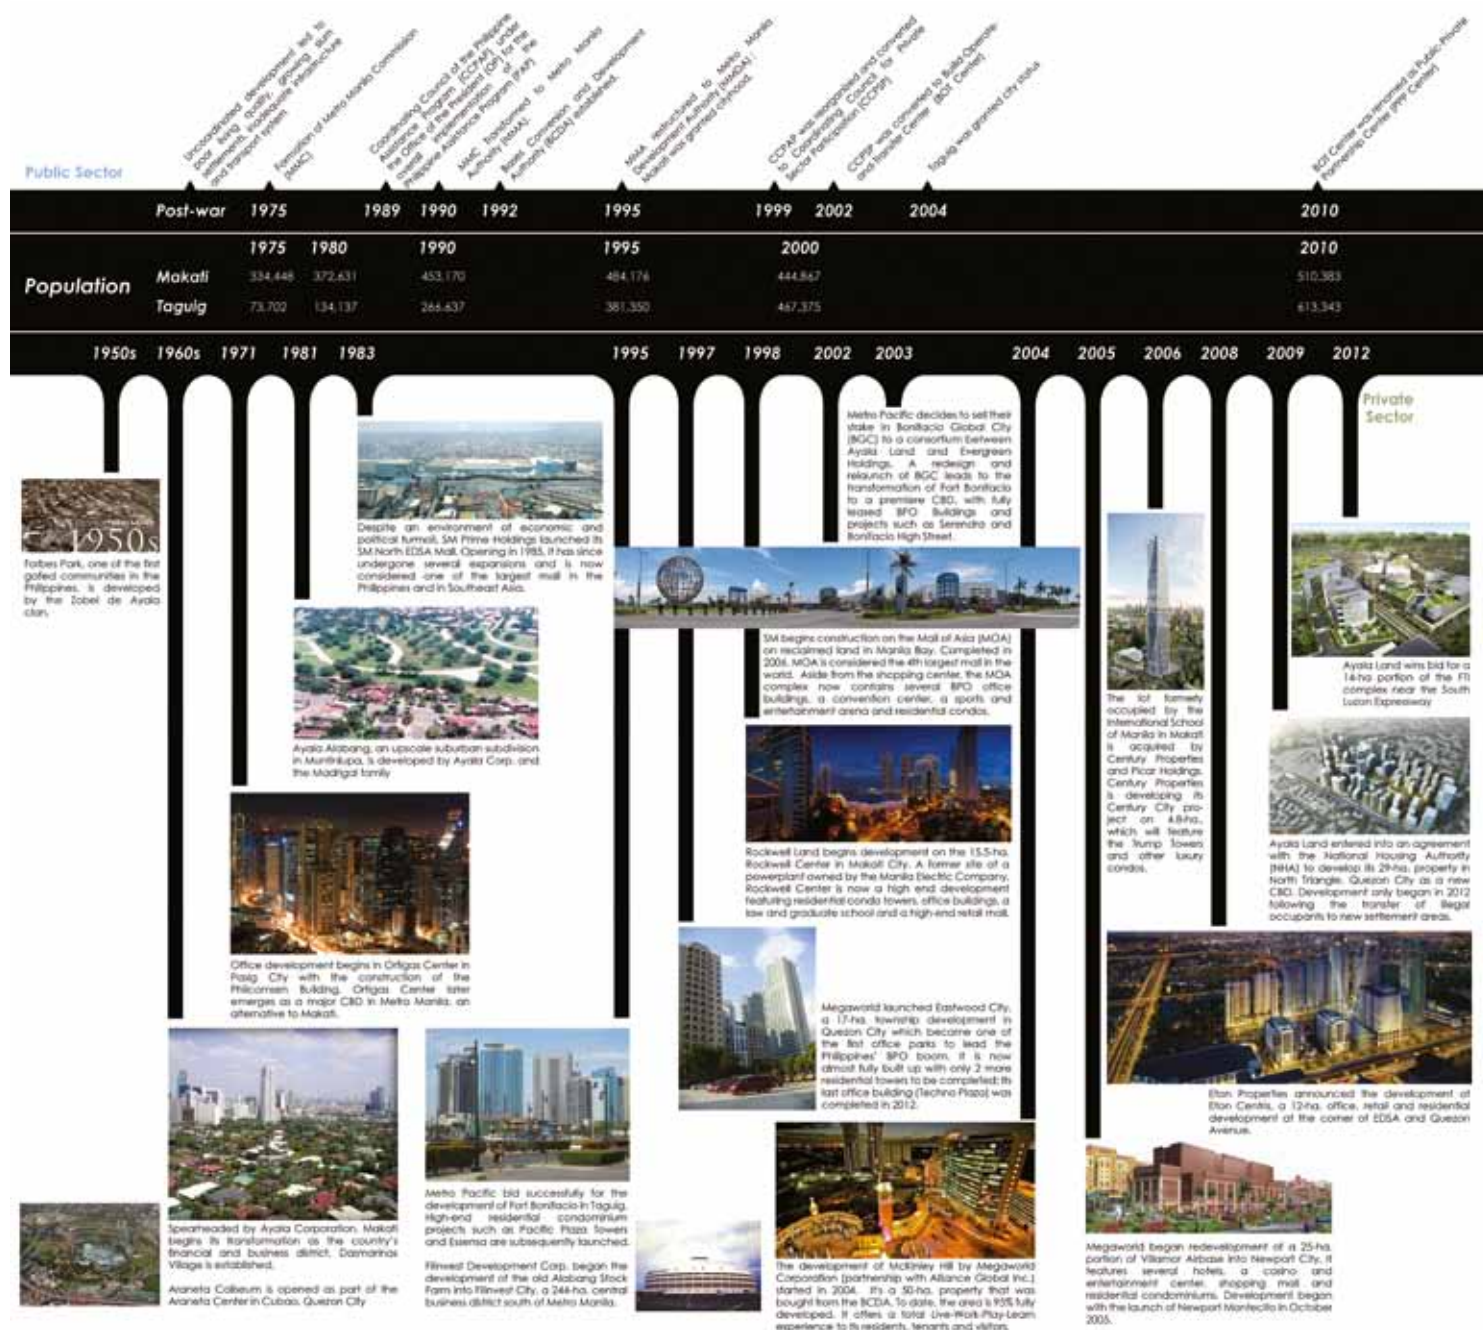 Uncoordinated development led to
poor living quality, growing slum
settlements, inadequate infrastructure
and transport system
Formation of Metro Manila Commission
(MMC)
Coordinating Council of the Philippine
Assistance Program (CCPAP) under
the Office of the President (OP) for the
overall implementation of the
Philippine Assistance Program (PAP)
MMC Transformed to Metro Manila
Authority (MMA).
Bases Conversion and Development
Authority (BCDA) established.
MMA restructured to Metro Manila
Development Authority (MMDA) ;
Makati was granted cityhood.
CCPAP was reorganized and converted
to Coordinating Council for Private
Sector Participation (CCPSP)
CCPSP was converted to Build-Operate-
and-Transfer Center (BOT Center)
Taguig was granted city status
BOT Center was renamed as Public-Private
Partnership Center (PPP Center)
Public Sector
Post-war 1975 1989 1990 1992 1995 1999 2002 2004 2010
1975 1980 1990 1995 2000 2010
Population
Makati 334,448 372,631 453,170 484,176 444,867 510,383
Taguig 73,702 134,137 266,637 381,350 467,375 613,343
1950s 1960s 1971 1981 1983 1995 1997 1998 2002 2003 2004 2005 2006 2008 2009 2012
Private
Sector
1950s
Forbes Park, one of the first
gated communities in the
Philippines, is developed
by the Zobel de Ayala
clan.
Despite an environment of economic and
political turmoil, SM Prime Holdings launched its
SM North EDSA Mall. Opening in 1985, it has since
undergone several expansions and is now
considered one of the largest mall in the
Philippines and in Southeast Asia.
Ayala Alabang, an upscale suburban subdivision
in Muntinlupa, is developed by Ayala Corp. and
the Madrigal family
Office development begins in Ortigas Center in
Pasig City with the construction of the
Philcomsen Building. Ortigas Center later
emerges as a major CBD in Metro Manila, an
alternative to Makati.
Spearheaded by Ayala Corporation, Makati
begins its transformation as the country's
financial and business district. Dasmarinas
Village is established.
Araneta Coliseum is opened as part of the
Araneta Center in Cubao, Quezon City
Metro Pacific bid successfully for the
development of Fort Bonifacio in Taguig.
High-end residential condominium
projects such as Pacific Plaza Towers
and Essensa are subsequently launched.
Filinvest Development Corp. began the
development of the old Alabang Stock
Farm into Filinvest City, a 244-ha. central
business district south of Metro Manila.
Metro Pacific decides to sell their
stake in Bonifacio Global City
(BGC) to a consortium between
Ayala Land and Evergreen
Holdings. A redesign and
relaunch of BGC leads to the
transformation of Fort Bonifacio
to a premiere CBD, with fully
leased BPO Buildings and
projects such as Serendra and
Bonifacio High Street.
SM begins construction on the Mall of Asia (MOA)
on reclaimed land in Manila Bay. Completed in
2006, MOA is considered the 4th largest mall in the
world. Aside from the shopping center, the MOA
complex now contains several BPO office
buildings, a convention center, a sports and
entertainment arena and residential condos.
Rockwell Land begins development on the 15.5-ha.
Rockwell Center in Makati City. A former site of a
powerplant owned by the Manila Electric Company,
Rockwell Center is now a high end development
featuring residential condo towers, office buildings, a
law and graduate school and a high-end retail mall.
Megaworld launched Eastwood City,
a 17-ha. township development in
Quezon City which became one of
the first office parks to lead the
Philippines' BPO boom. It is now
almost fully built up with only 2 more
residential towers to be completed; its
last office building (Techno Plaza) was
completed in 2012.
The development of McKinley Hill by Megaworld
Corporation (partnership with Alliance Global Inc.)
started in 2004. It's a 50-ha. property that was
bought from the BCDA. To date, the area is 95% fully
developed. It offers a total Live-Work-Play-Learn
experience to its residents, tenants and visitors.
The lot formerly
occupied by the
International School
of Manila in Makati
is acquired by
Century Properties
and Picar Holdings.
Century Properties
is developing its
Century City pro-
ject on 4.8-ha.,
which will feature
the Trump Towers
and other luxury
condos.
Ayala Land wins bid for a
14-ha portion of the FTI
complex near the South
Luzon Expressway
Ayala Land entered into an agreement
with the National Housing Authority
(NHA) to develop its 29-ha. property in
North Triangle, Quezon City as a new
CBD. Development only began in 2012
following the transfer of illegal
occupants to new settlement areas.
Eton Properties announced the development of
Eton Centris, a 12-ha. office, retail and residential
development at the corner of EDSA and Quezon
Avenue.
Megaworld began redevelopment of a 25-ha.
portion of Villamor Airbase into Newport City. It
features several hotels, a casino and
entertainment center, shopping mall and
residential condominiums. Development began
with the launch of Newport Montecito in October
2005.